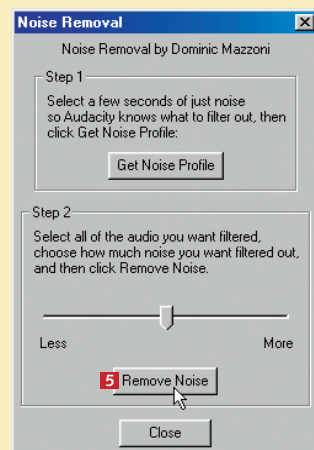 Noise Removal
Noise Removal by Dominic Mazzoni
Step 1
Select a few seconds of just noise
so Audacity knows what to filter out, then
click Get Noise Profile:
Get Noise Profile
Step 2
Select all of the audio you want filtered,
choose how much noise you want filtered out,
and then click Remove Noise.
Less More
5 Remove Noise
Close